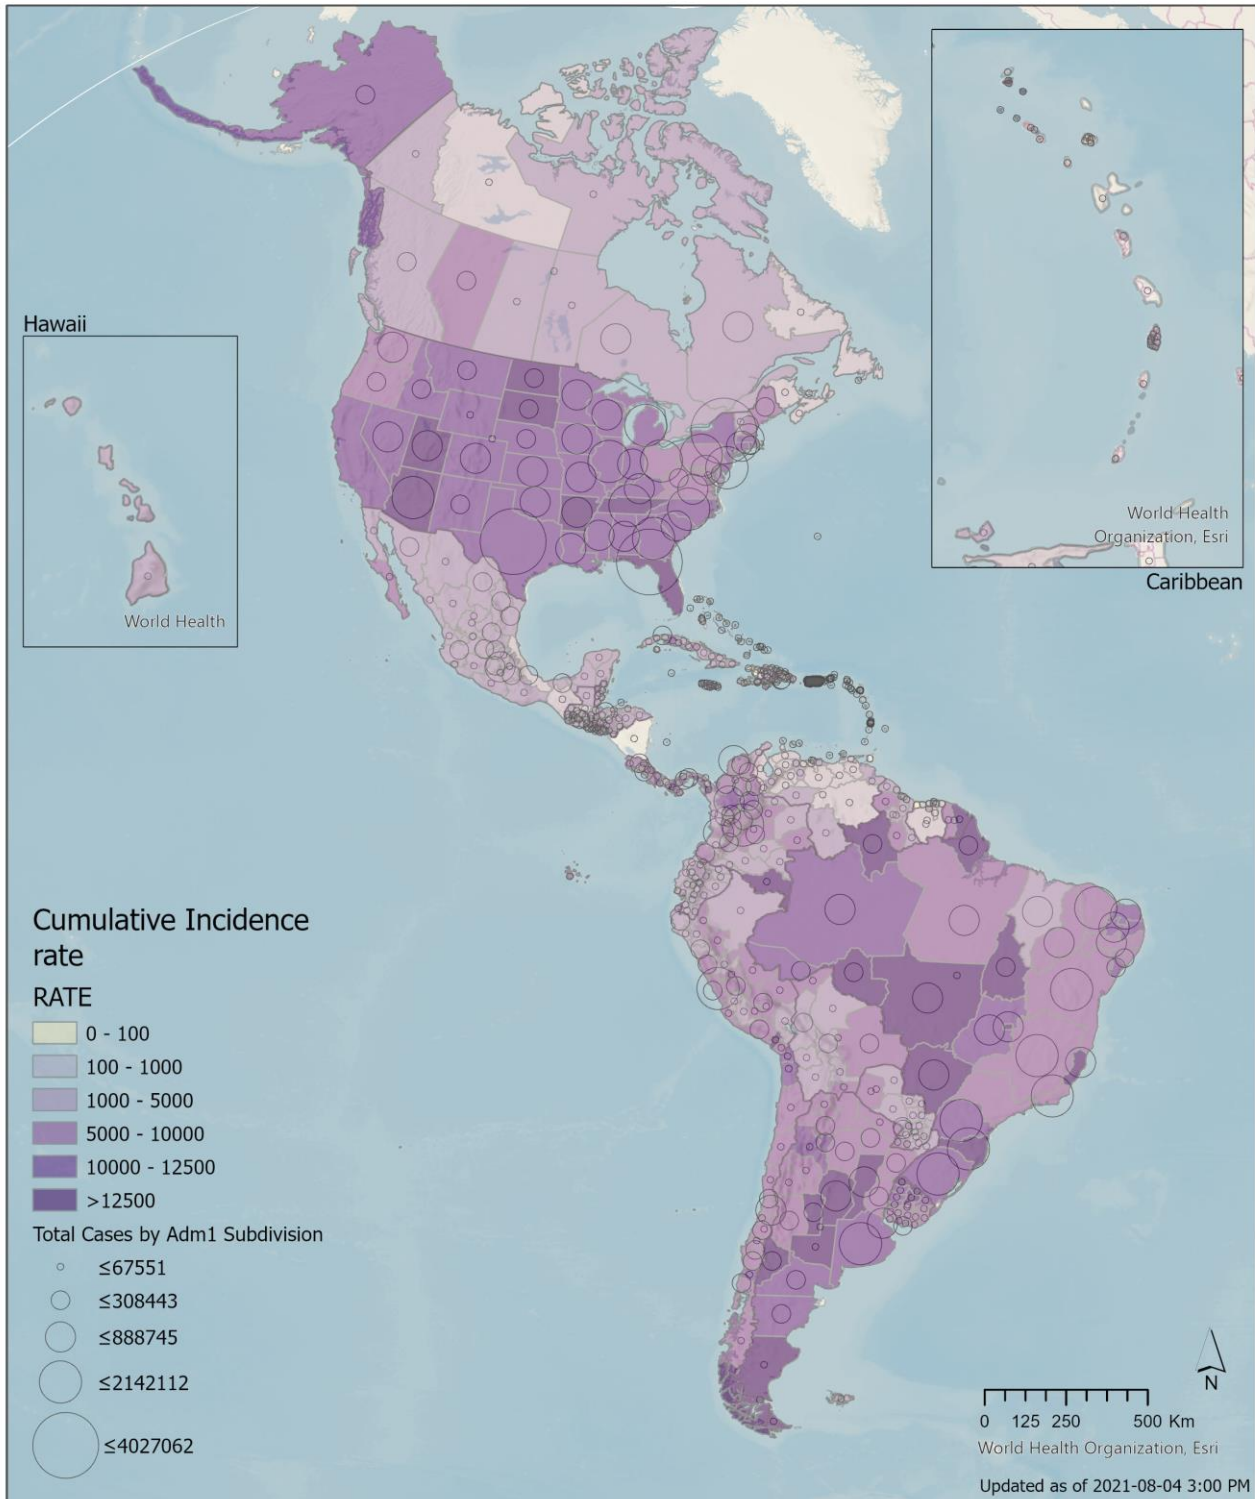 Hawaii
World Health
World Health
Organization, Esri
Caribbean
Cumulative Incidence
rate
RATE
0 - 100
100 - 1000
1000 - 5000
5000 - 10000
10000 - 12500
>12500
Total Cases by Adm1 Subdivision
≤67551
≤308443
≤888745
≤2142112
≤4027062
N
0 125 250 500 Km
World Health Organization, Esri
Updated as of 2021-08-04 3:00 PM